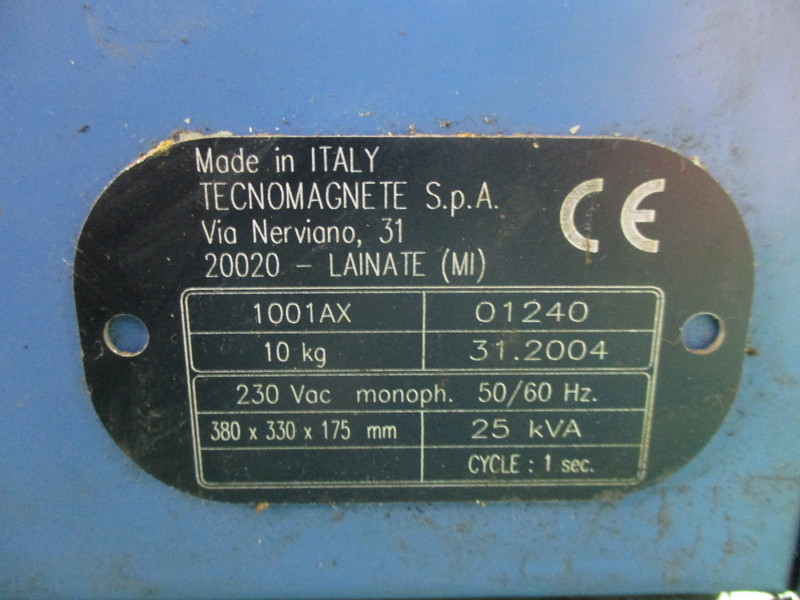 Made in ITALY
TECNOMAGNETE S.p.A.
Via Nerviano, 31
20020 - LAINATE (MI)
CE
1001AX 01240
10 kg 31.2004
230 Vac monoph. 50/60 Hz.
380 x 330 x 175 mm 25 kVA
CYCLE : 1 sec.